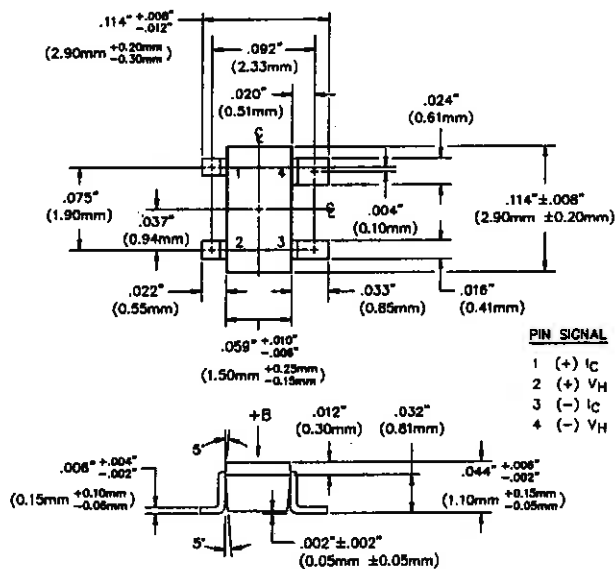 .114" +.008" -.012"
(2.90mm +0.20mm -0.30mm)
.092"
(2.33mm)
.020"
(0.51mm)
.024"
(0.61mm)
℄
1
4
.075"
(1.90mm)
.037"
(0.94mm)
℄
.004"
(0.10mm)
.114"±.008"
(2.90mm ±0.20mm)
2
3
.022"
(0.55mm)
.033"
(0.85mm)
.016"
(0.41mm)
.059" +.010" -.006"
(1.50mm +0.25mm -0.15mm)
PIN SIGNAL
1 (+) IC
2 (+) VH
3 (-) IC
4 (-) VH
+B
.012"
(0.30mm)
.032"
(0.81mm)
5°
.006" +.004" -.002"
(0.15mm +0.10mm -0.06mm)
.044" +.006" -.002"
(1.10mm +0.15mm -0.05mm)
5°
.002"±.002"
(0.05mm ±0.05mm)